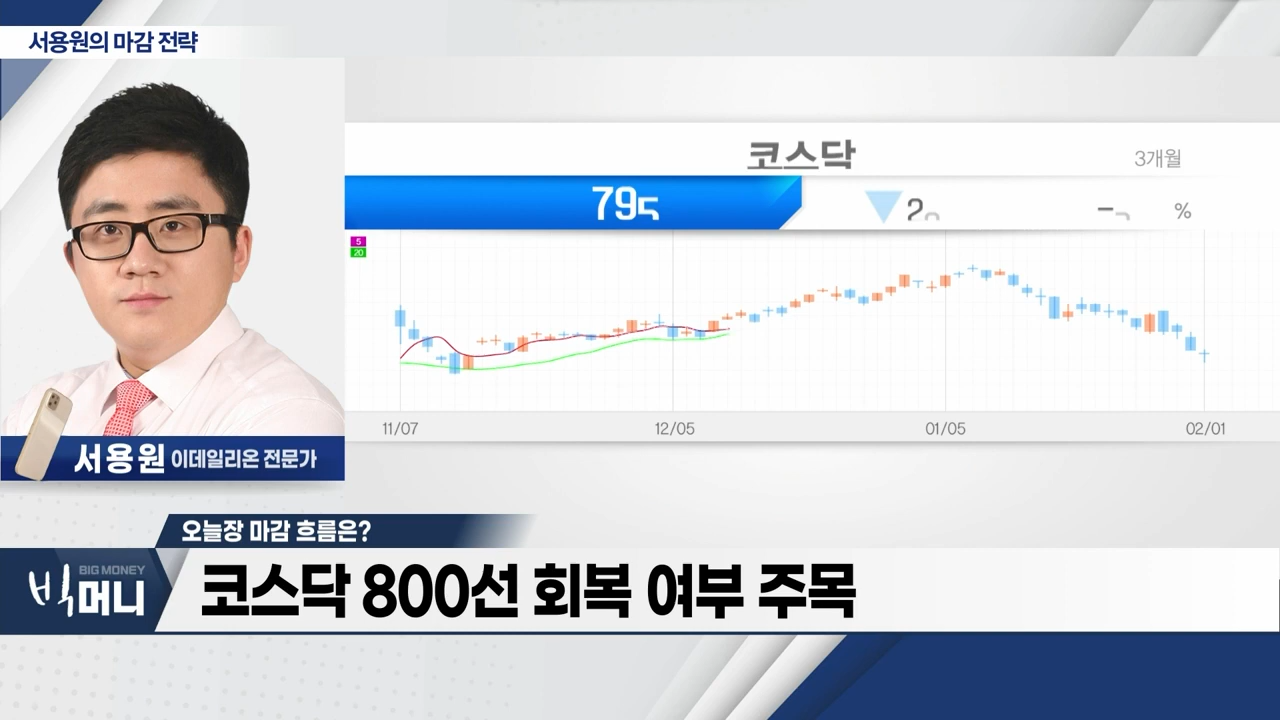 서용원의 마감 전략
코스닥
3개월
795
2
%
5
20
11/07
12/05
01/05
02/01
서용원 이데일리온 전문가
오늘장 마감 흐름은?
빅머니
BIG MONEY
코스닥 800선 회복 여부 주목